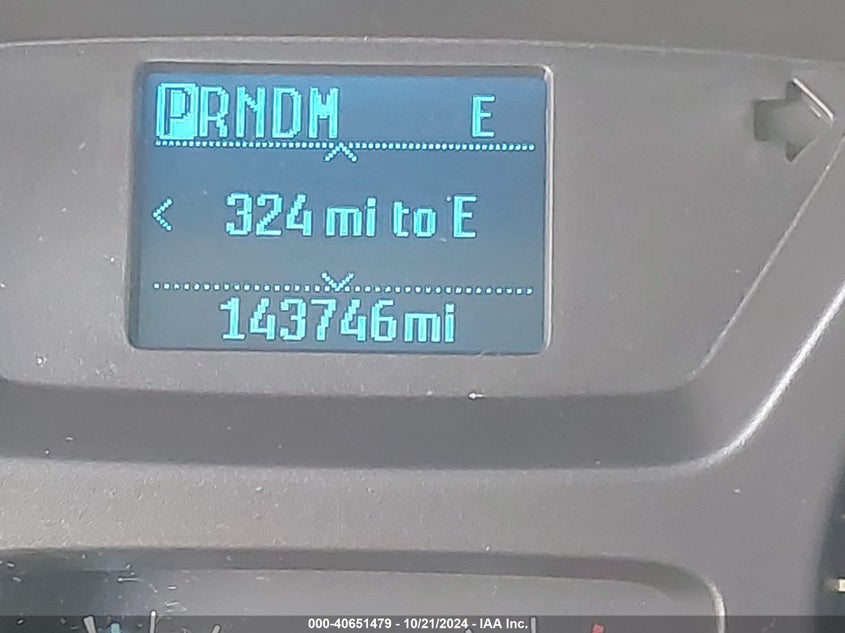 PRNDM E
324 mi to E
143746mi
000-40651479 - 10/21/2024 - IAA Inc.